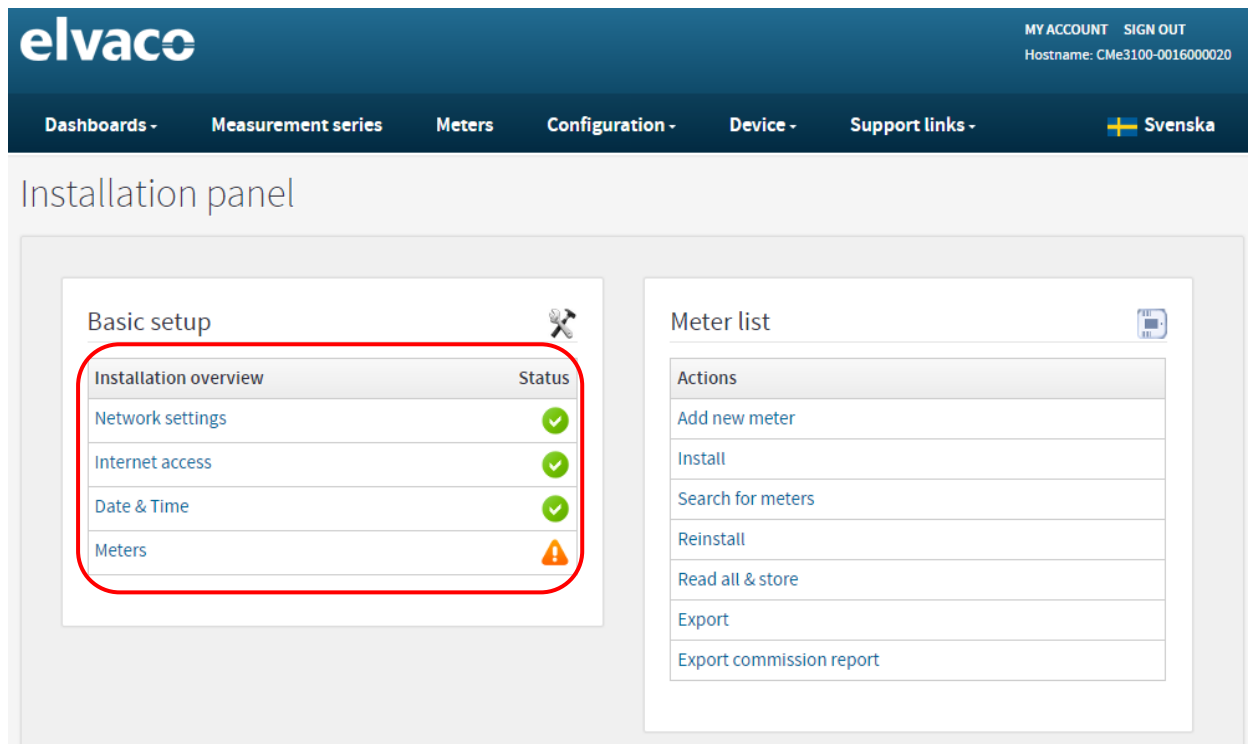 elvaco
MY ACCOUNT SIGN OUT
Hostname: CMe3100-0016000020
Dashboards Measurement series Meters Configuration Device Support links Svenska
Installation panel
Basic setup
Installation overview Status
Network settings
Internet access
Date & Time
Meters
Meter list
Actions
Add new meter
Install
Search for meters
Reinstall
Read all & store
Export
Export commission report